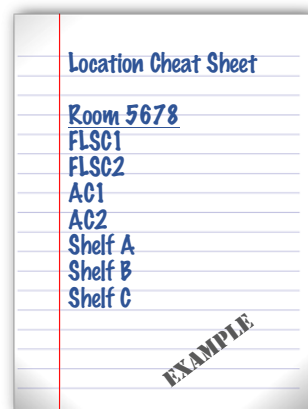 Location Cheat Sheet
Room 5678
FLSC1
FLSC2
AC1
AC2
Shelf A
Shelf B
Shelf C
EXAMPLE